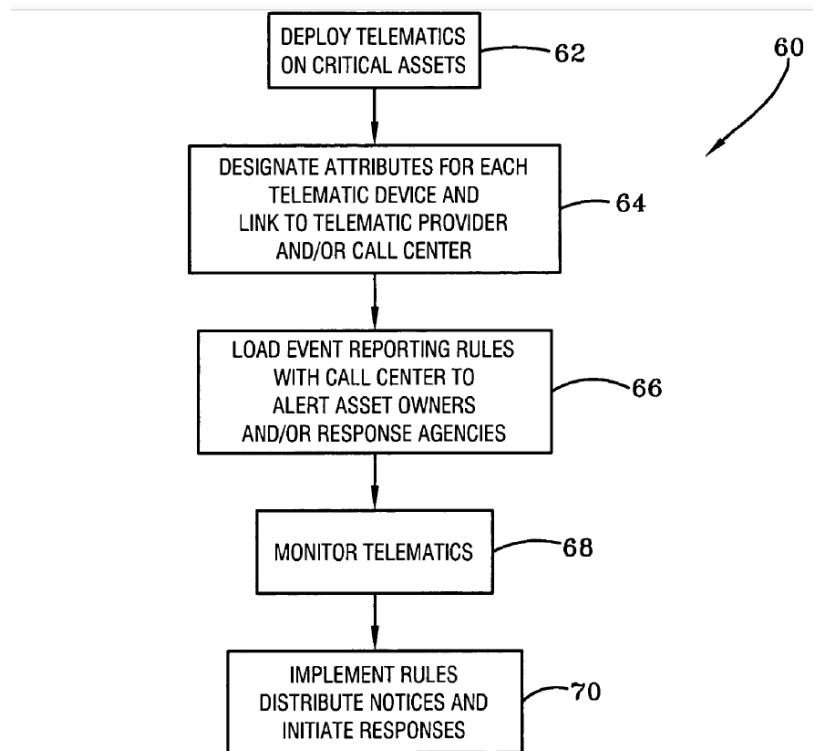 DEPLOY TELEMATICS
ON CRITICAL ASSETS
62
60
DESIGNATE ATTRIBUTES FOR EACH
TELEMATIC DEVICE AND
LINK TO TELEMATIC PROVIDER
AND/OR CALL CENTER
64
LOAD EVENT REPORTING RULES
WITH CALL CENTER TO
ALERT ASSET OWNERS
AND/OR RESPONSE AGENCIES
66
MONITOR TELEMATICS
68
IMPLEMENT RULES
DISTRIBUTE NOTICES AND
INITIATE RESPONSES
70